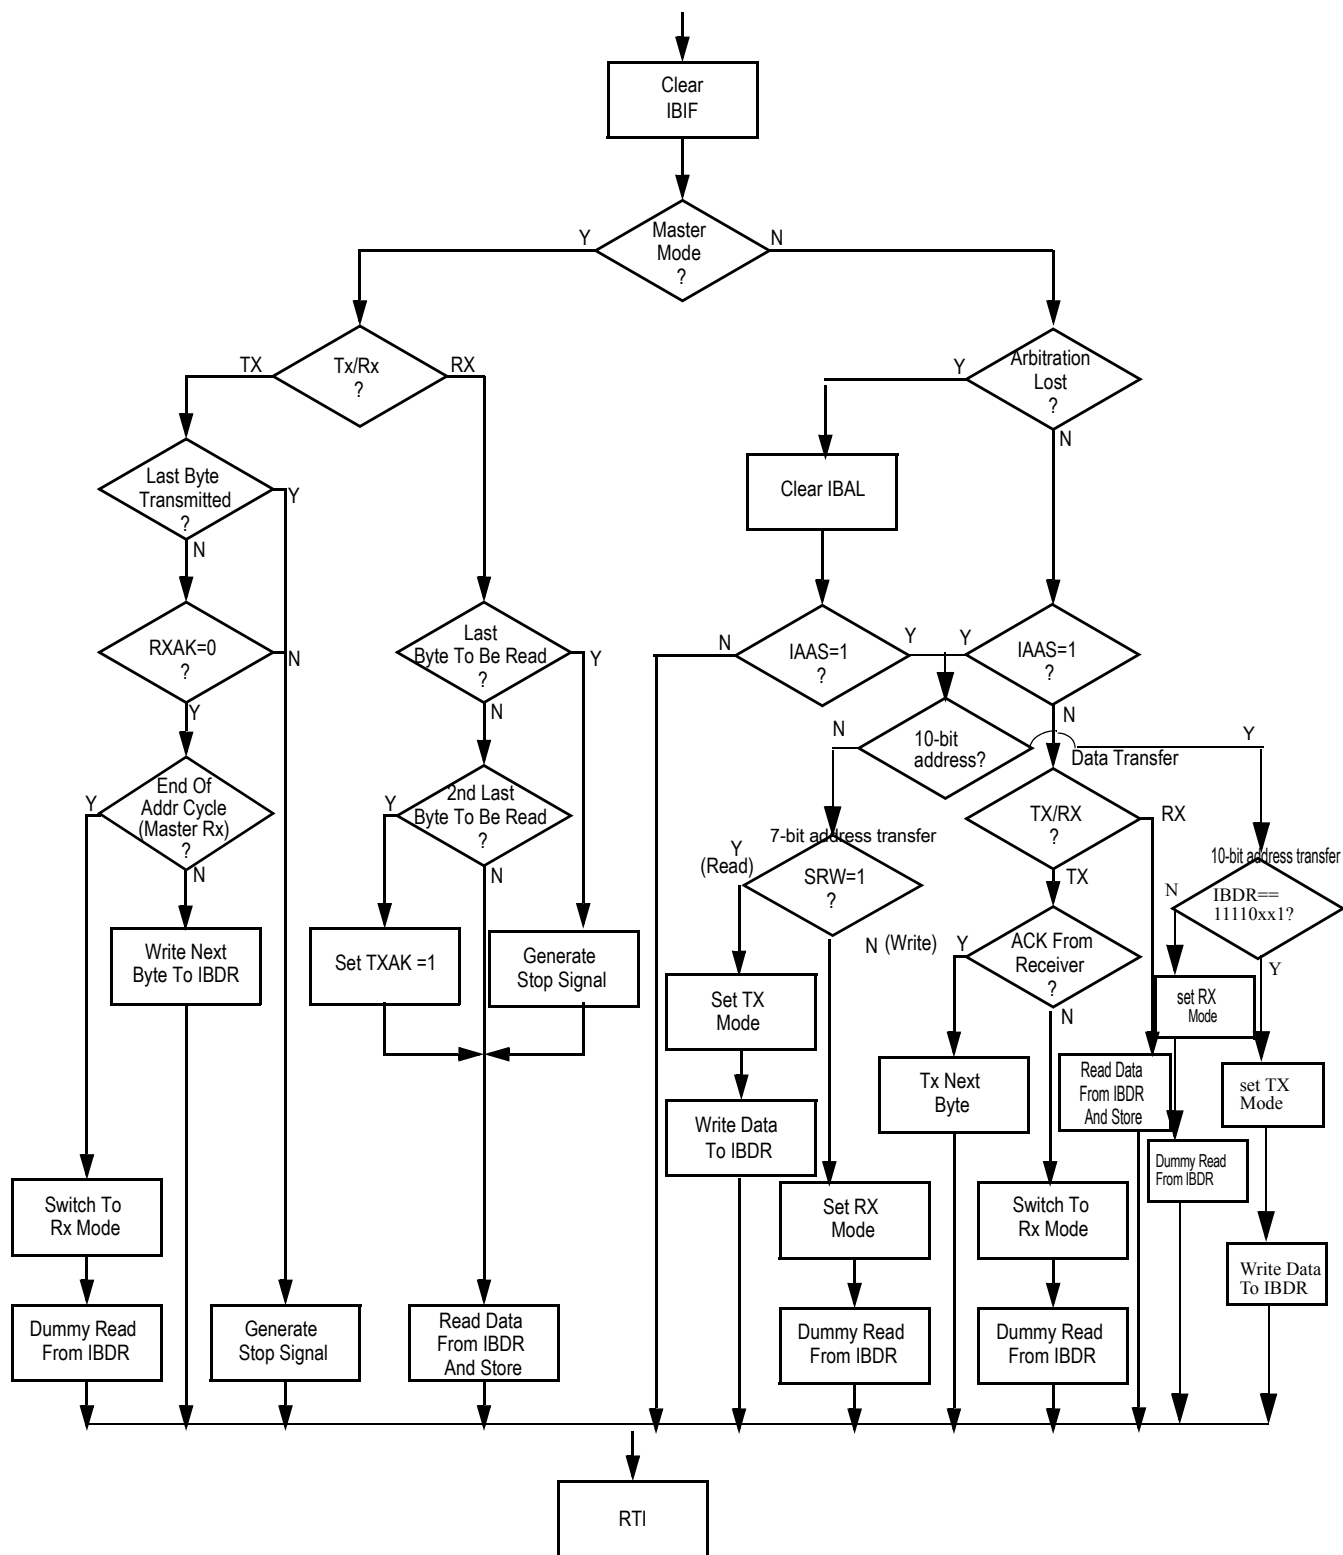 Clear
IBIF
Master
Mode
?
Y
N
Tx/Rx
?
TX
RX
Arbitration
Lost
?
Y
N
Last Byte
Transmitted
?
Y
N
Clear IBAL
RXAK=0
?
N
Y
Last
Byte To Be Read
?
Y
N
IAAS=1
?
N
Y
IAAS=1
?
Y
N
10-bit
address?
N
Y
Data Transfer
End Of
Addr Cycle
(Master Rx)
?
Y
N
2nd Last
Byte To Be Read
?
Y
N
7-bit address transfer
SRW=1
?
Y
(Read)
N (Write)
TX/RX
?
RX
TX
10-bit address transfer
IBDR==
11110xx1?
N
Y
Write Next
Byte To IBDR
Set TXAK =1
Generate
Stop Signal
ACK From
Receiver
?
Y
N
Set TX
Mode
set RX
Mode
Tx Next
Byte
Read Data
From IBDR
And Store
set TX
Mode
Write Data
To IBDR
Dummy Read
From IBDR
Switch To
Rx Mode
Set RX
Mode
Switch To
Rx Mode
Write Data
To IBDR
Dummy Read
From IBDR
Generate
Stop Signal
Read Data
From IBDR
And Store
Dummy Read
From IBDR
Dummy Read
From IBDR
RTI